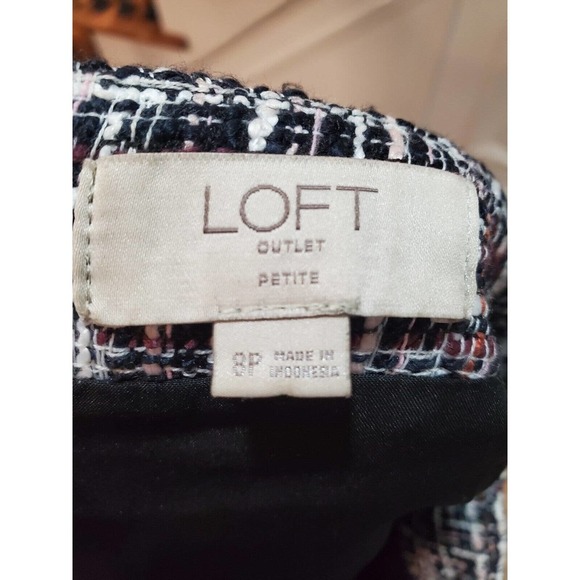 LOFT
OUTLET
PETITE
8P MADE IN
INDONESIA